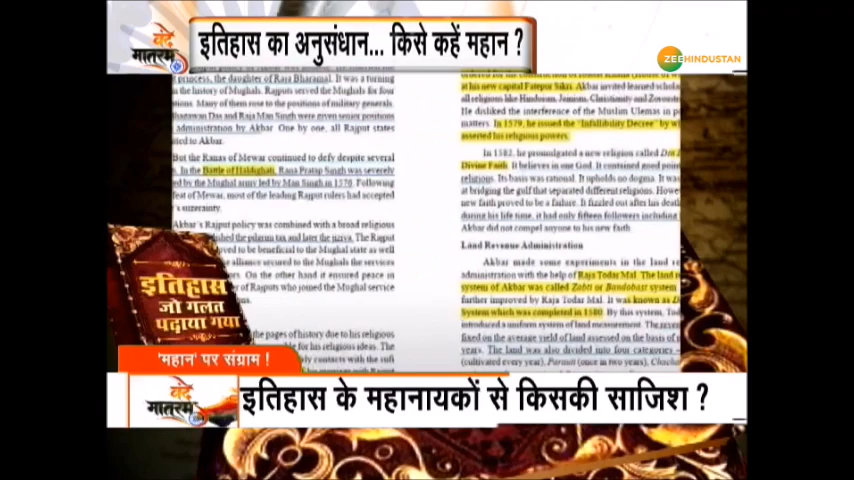 वंदे
मातरम्
इतिहास का अनुसंधान... किसे कहें महान ?
ZEE HINDUSTAN
princess, the daughter of Raja Bharamal. It was a turning
the history of Mughals. Rajputs served the Mughals for four
Many of them rose to the positions of military generals.
Bhagawan Das and Raja Man Singh were given senior positions
administration by Akbar. One by one, all Rajput states
to Akbar.
But the Ranas of Mewar continued to defy despite several
In the Battle of Haldighati, Rana Pratap Singh was severely
by the Mughal army led by Man Singh in 1576. Following
of Mewar, most of the leading Rajput rulers had accepted
suzerainty.
Akbar's Rajput policy was combined with a broad religious
the pilgrim tax and later the jiziya. The Rajput
to be beneficial to the Mughal state as well
alliance secured to the Mughals the services
On the other hand it ensured peace in
of Rajputs who joined the Mughal service
the pages of history due to his religious
for his religious ideas. The
contacts with the sufi
at his new capital Fatepur Sikri. Akbar invited learned
all religions like Hinduism, Jainism, Christianity and
He disliked the interference of the Muslim Ulemas in
matters. In 1579, he issued the "Infallibility Decree" by
asserted his religious powers.
In 1582, he promulgated a new religion called Din
Divine Faith. It believes in one God. It contained good
religions. Its basis was rational. It upholds no dogma. It was
at bridging the gulf that separated different religions.
new faith proved to be a failure. It fizzled out after his death
during his life time, it had only fifteen followers including
Akbar did not compel anyone to his new faith.
Land Revenue Administration
Akbar made some experiments in the land
administration with the help of Raja Todar Mal. The land
system of Akbar was called Zabti or Bandobast system
further improved by Raja Todar Mal. It was known as
System which was completed in 1580. By this system,
introduced a uniform system of land measurement. The
fixed on the average yield of land assessed on the basis of
years. The land was also divided into four categories –
(cultivated every year), Parauti (once in two years),
इतिहास
जो गलत
पढ़ाया गया
'महान' पर संग्राम !
वंदे
मातरम्
इतिहास के महानायकों से किसकी साजिश ?